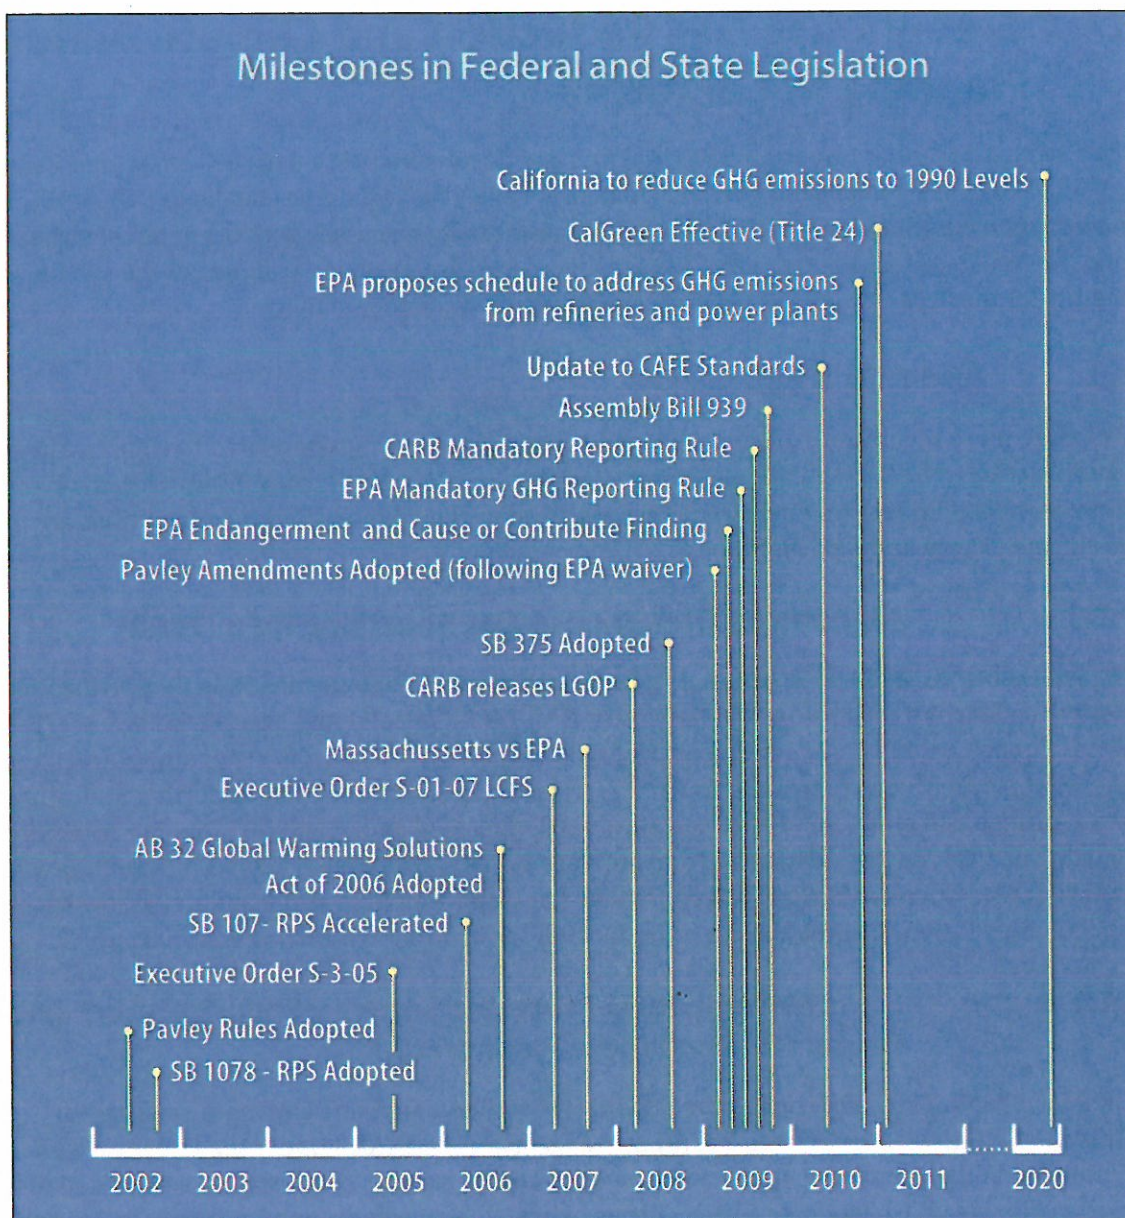 Milestones in Federal and State Legislation
California to reduce GHG emissions to 1990 Levels
CalGreen Effective (Title 24)
EPA proposes schedule to address GHG emissions
from refineries and power plants
Update to CAFE Standards
Assembly Bill 939
CARB Mandatory Reporting Rule
EPA Mandatory GHG Reporting Rule
EPA Endangerment and Cause or Contribute Finding
Pavley Amendments Adopted (following EPA waiver)
SB 375 Adopted
CARB releases LGOP
Massachussetts vs EPA
Executive Order S-01-07 LCFS
AB 32 Global Warming Solutions
Act of 2006 Adopted
SB 107- RPS Accelerated
Executive Order S-3-05
Pavley Rules Adopted
SB 1078 - RPS Adopted
2002 2003 2004 2005 2006 2007 2008 2009 2010 2011 2020